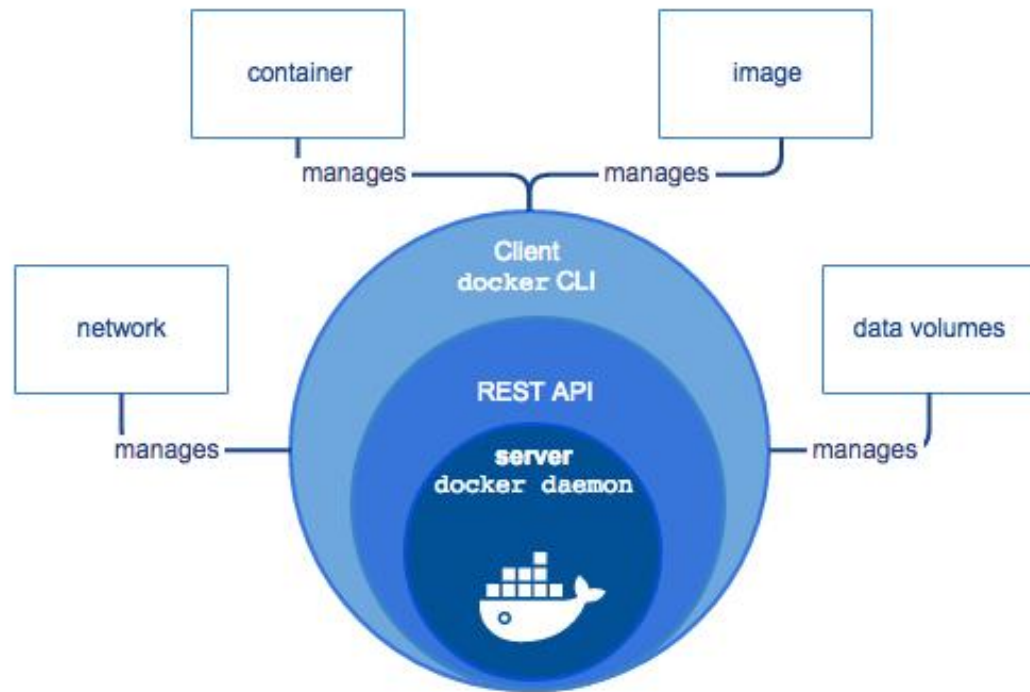 container
image
manages
manages
Client
docker CLI
network
data volumes
REST API
manages
manages
server
docker daemon